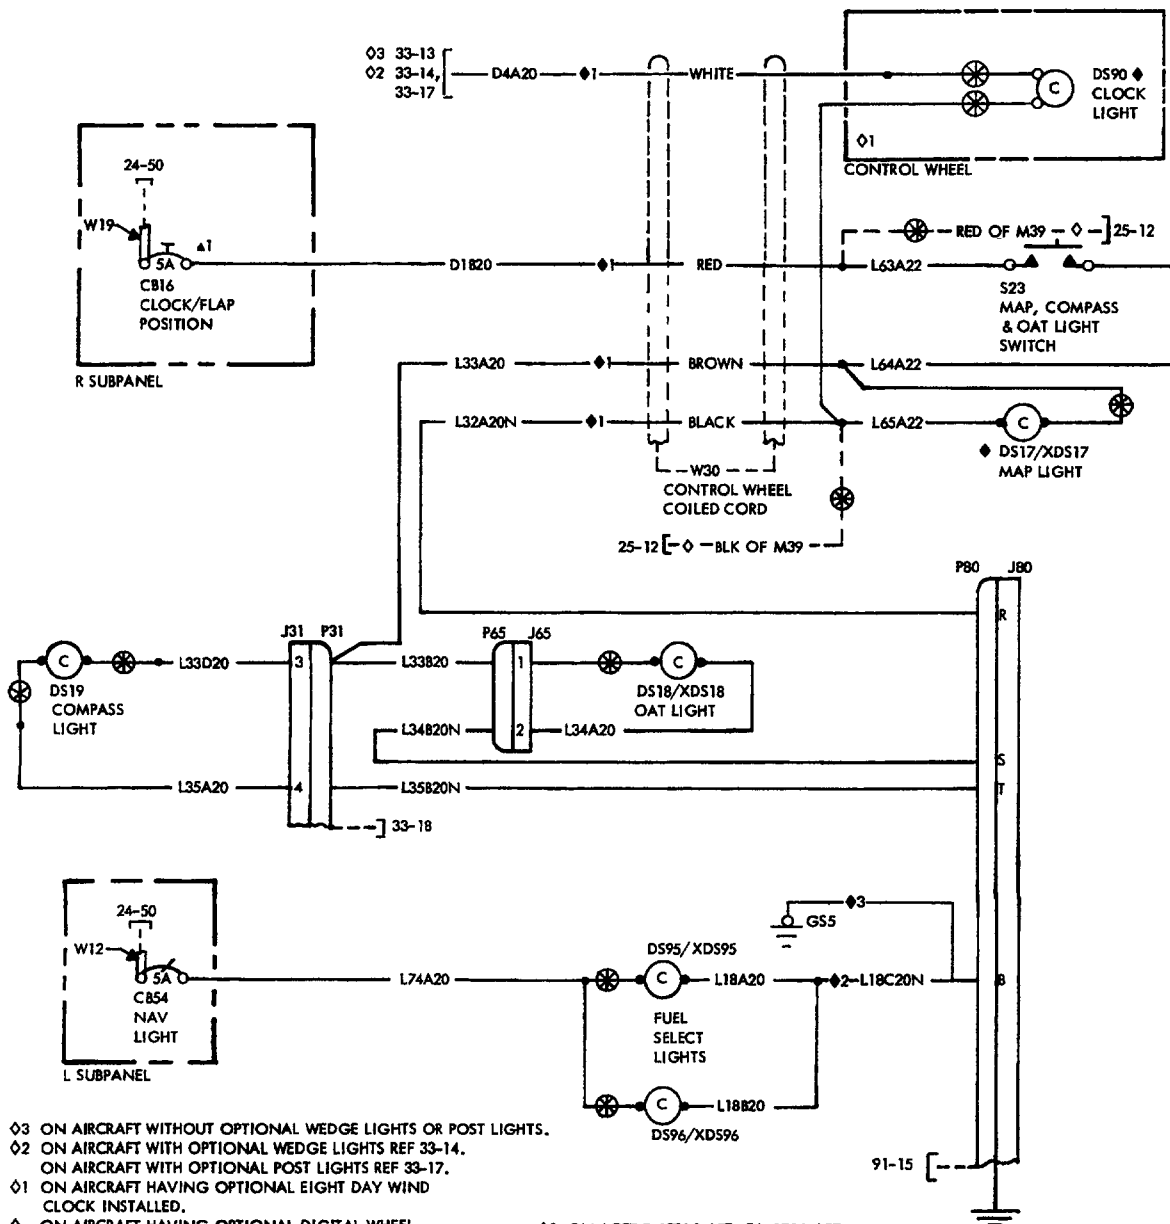 ◊3 33-13
◊2 33-14,
33-17
D4A20
◆1
WHITE
DS90 ◆
CLOCK
LIGHT
C
◊1
CONTROL WHEEL
24-50
W19
5A
▲1
CB16
CLOCK/FLAP
POSITION
R SUBPANEL
D1B20
◆1
RED
RED OF M39
◊
25-12
L63A22
S23
MAP, COMPASS
& OAT LIGHT
SWITCH
L33A20
◆1
BROWN
L64A22
L32A20N
◆1
BLACK
L65A22
C
◆ DS17/XDS17
MAP LIGHT
W30
CONTROL WHEEL
COILED CORD
25-12
◊
BLK OF M39
P80 J80
R
J31 P31
P65 J65
C
DS19
COMPASS
LIGHT
L33D20
3
L33B20
1
C
DS18/XDS18
OAT LIGHT
L34B20N
2
L34A20
S
L35A20
4
L35B20N
T
33-18
24-50
W12
5A
CB54
NAV
LIGHT
L SUBPANEL
◆3
GS5
L74A20
DS95/XDS95
C
L18A20
◆2
L18C20N
B
FUEL
SELECT
LIGHTS
C
L18B20
DS96/XDS96
91-15
◊3 ON AIRCRAFT WITHOUT OPTIONAL WEDGE LIGHTS OR POST LIGHTS.
◊2 ON AIRCRAFT WITH OPTIONAL WEDGE LIGHTS REF 33-14.
ON AIRCRAFT WITH OPTIONAL POST LIGHTS REF 33-17.
◊1 ON AIRCRAFT HAVING OPTIONAL EIGHT DAY WIND
CLOCK INSTALLED.
◊ ON AIRCRAFT HAVING OPTIONAL DIGITAL WHEEL